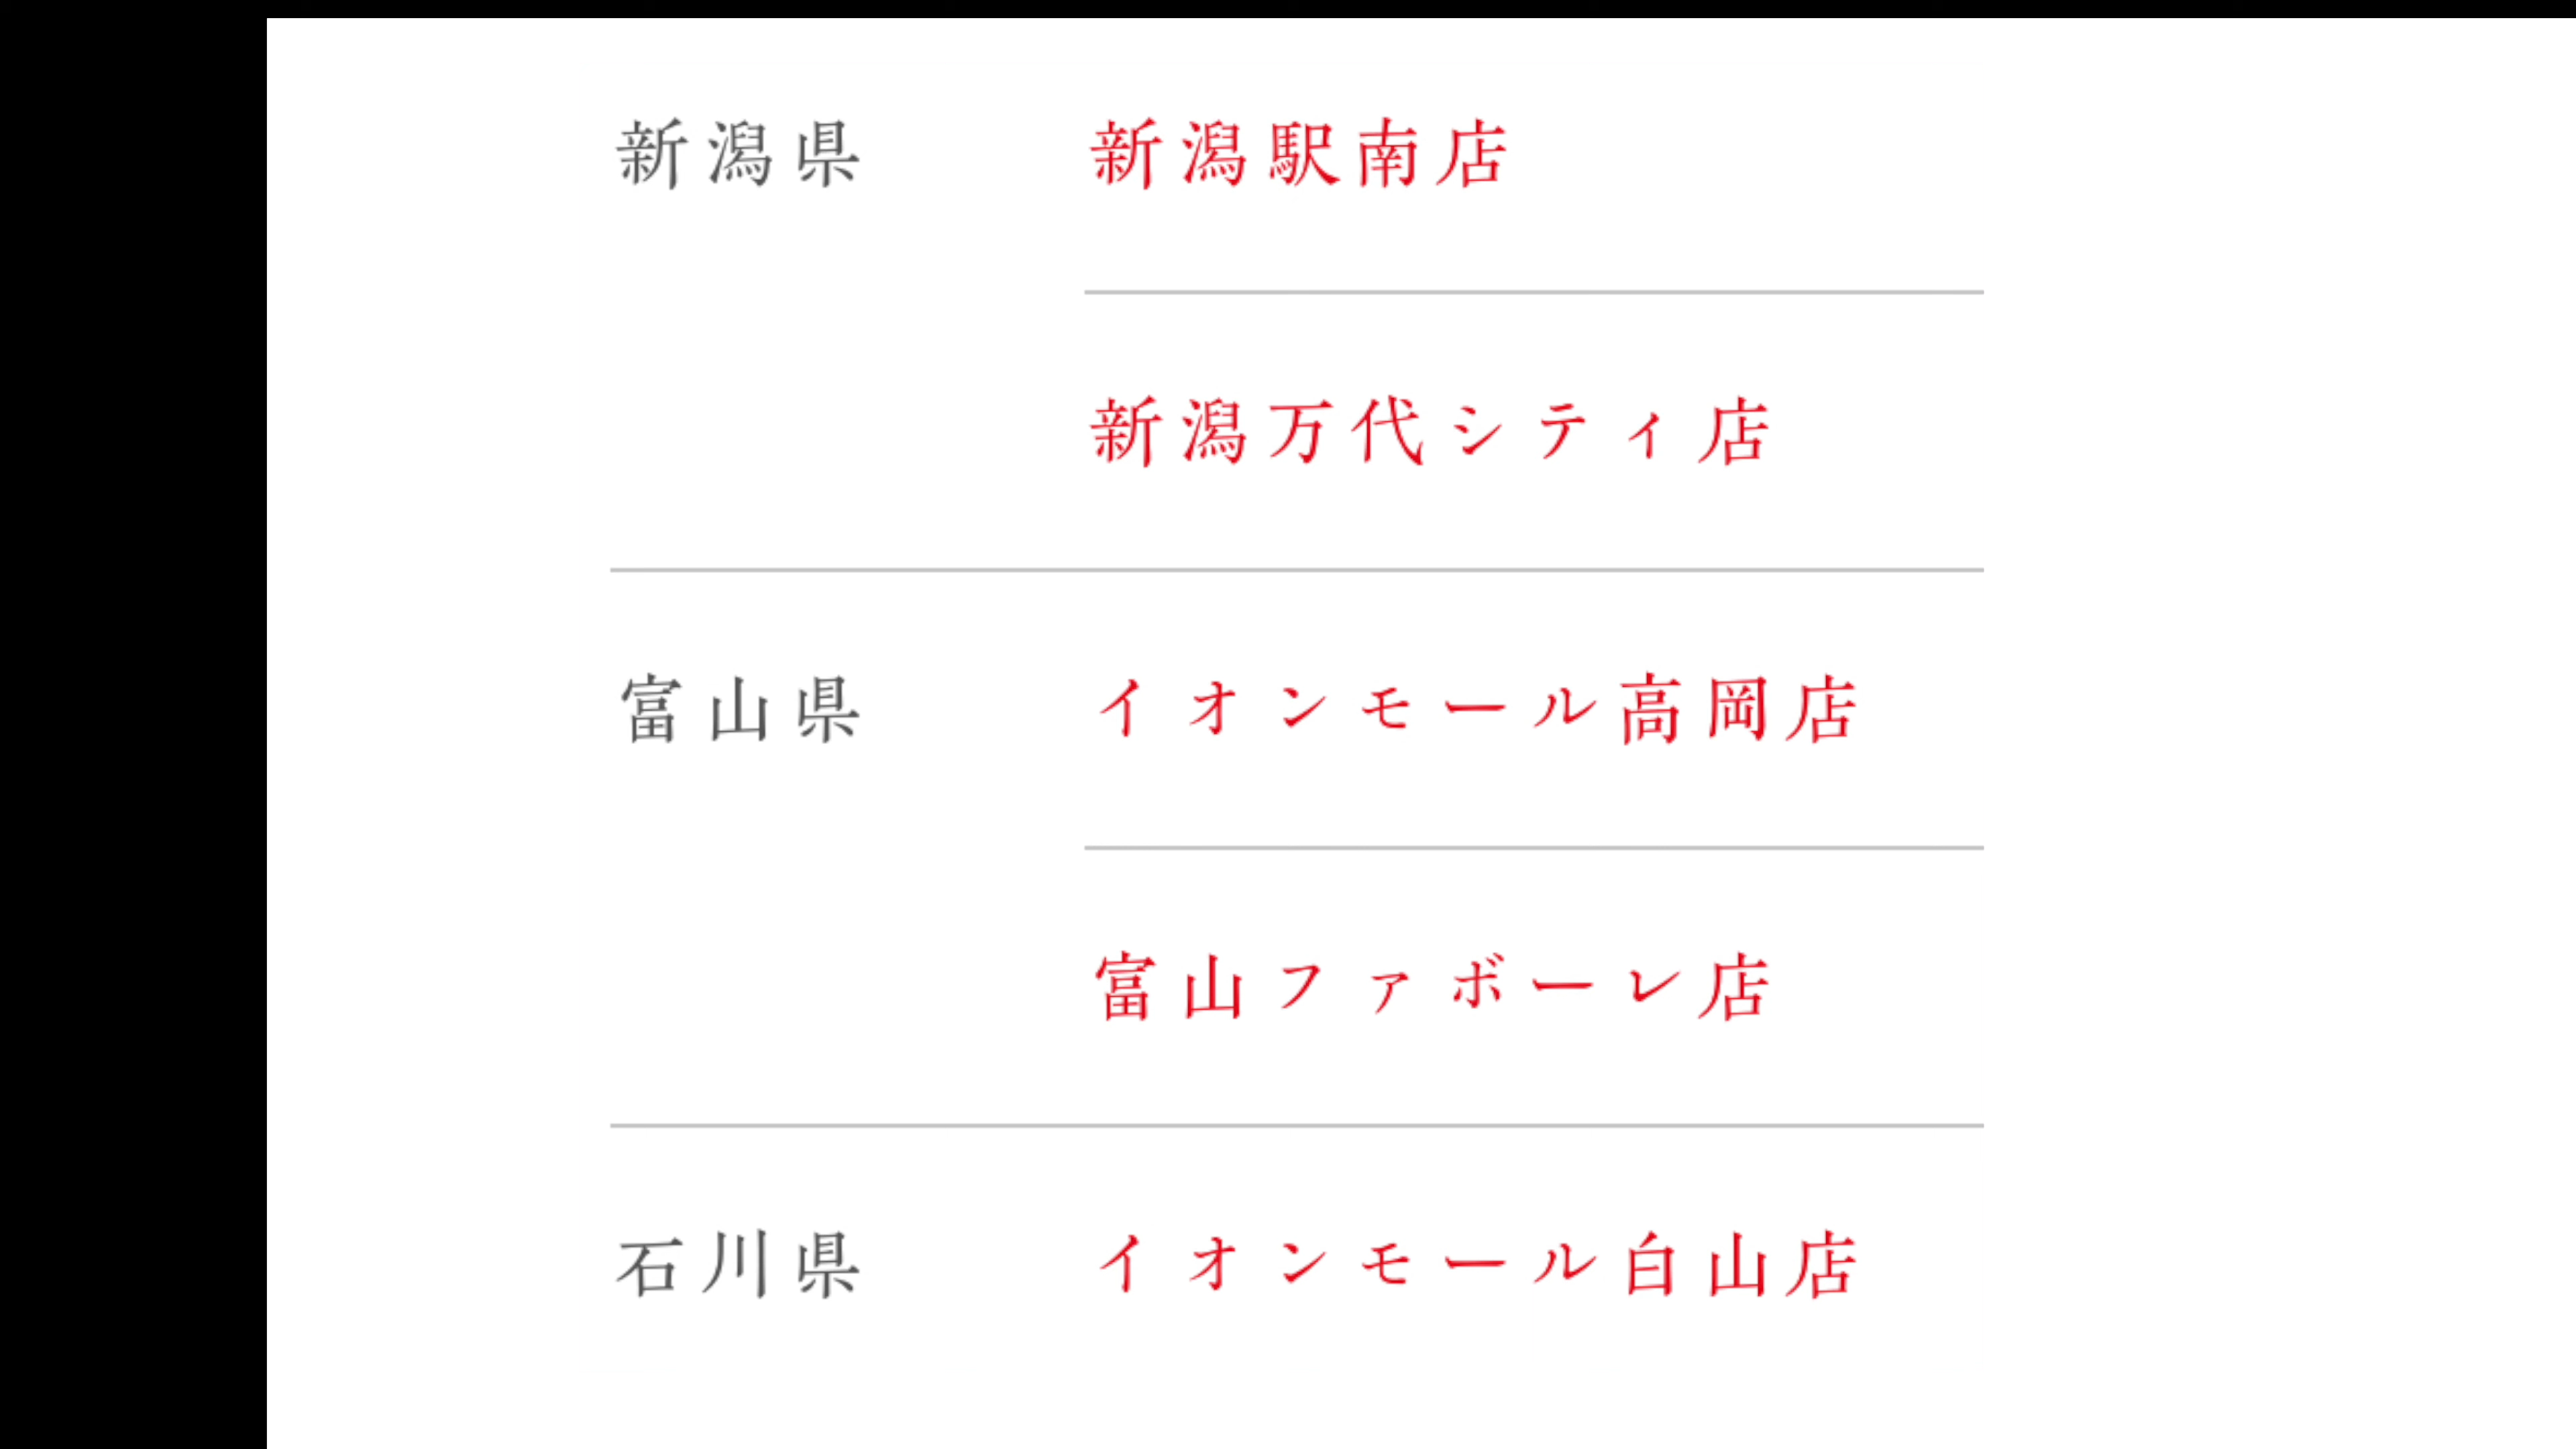 新潟県 新潟駅南店
新潟万代シティ店
富山県 イオンモール高岡店
富山ファボーレ店
石川県 イオンモール白山店